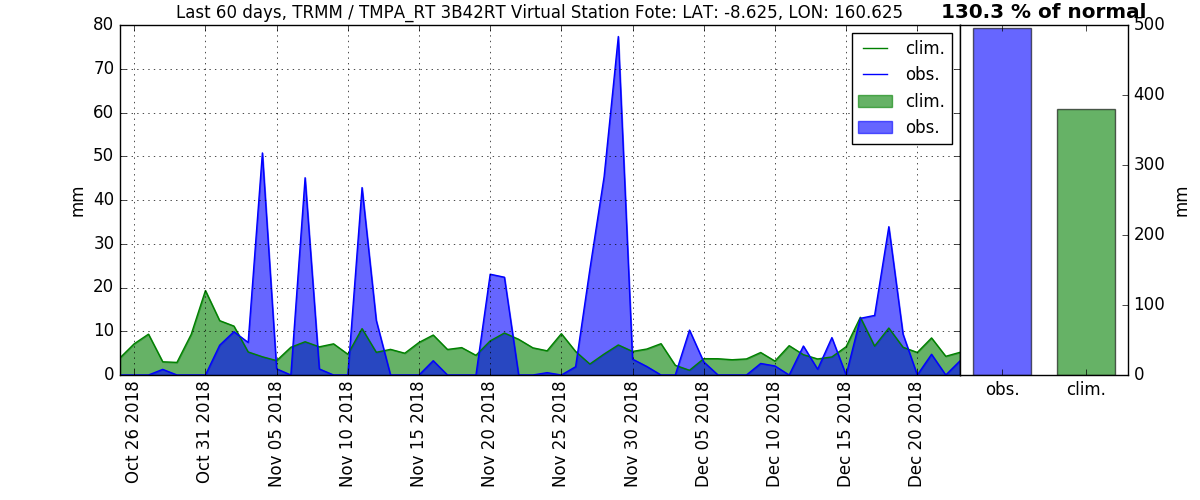 Last 60 days, TRMM / TMPA_RT 3B42RT Virtual Station Fote: LAT: -8.625, LON: 160.625
130.3 % of normal
80
70
60
50
40
30
20
10
0
mm
clim.
obs.
clim.
obs.
500
400
300
200
100
0
mm
obs.
clim.
Oct 26 2018
Oct 31 2018
Nov 05 2018
Nov 10 2018
Nov 15 2018
Nov 20 2018
Nov 25 2018
Nov 30 2018
Dec 05 2018
Dec 10 2018
Dec 15 2018
Dec 20 2018